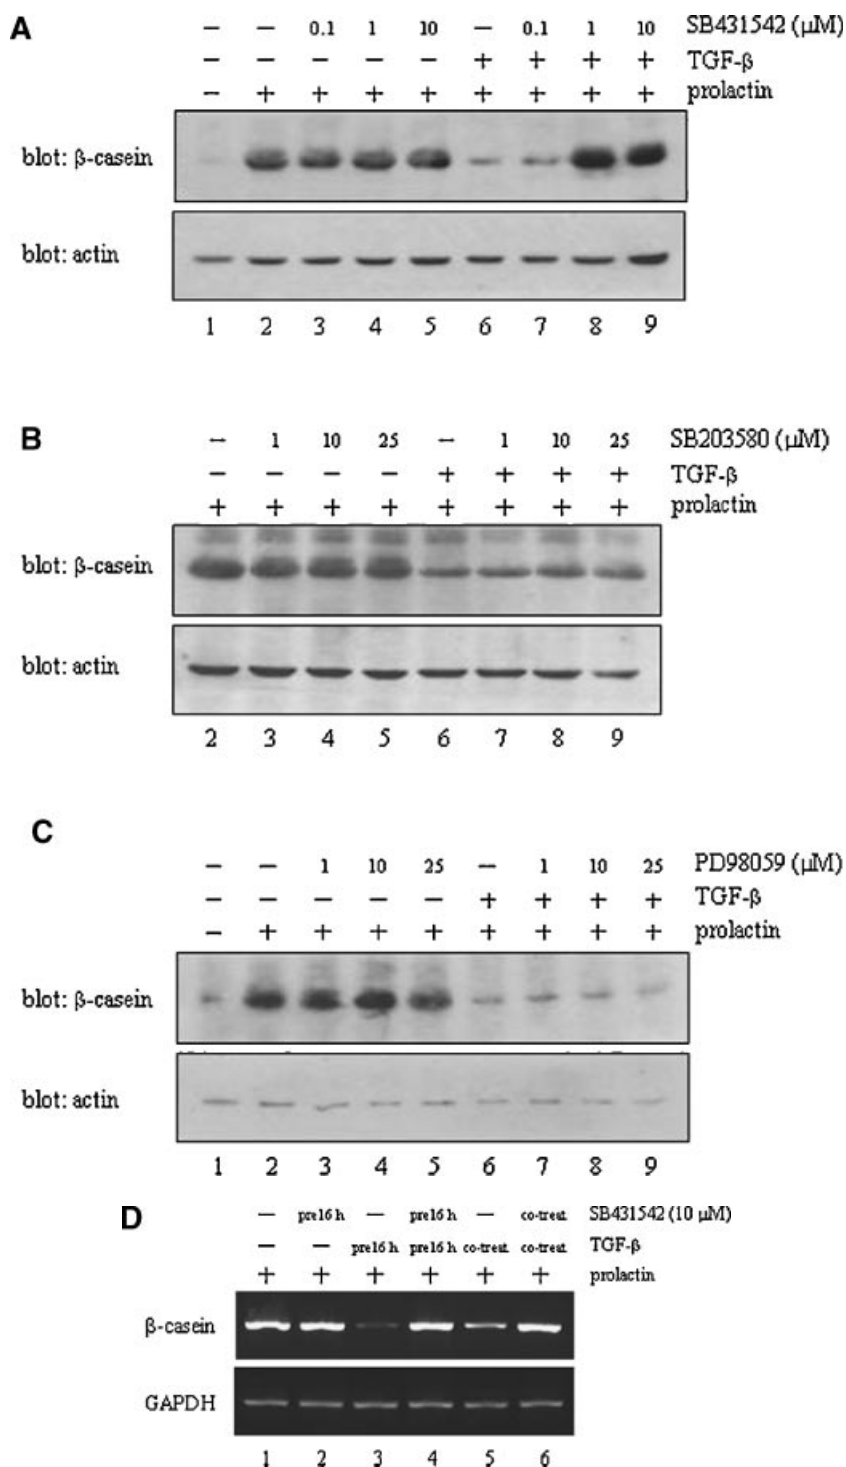 A
– – 0.1 1 10 – 0.1 1 10 SB431542 (µM)
– – – – – + + + + TGF-β
– + + + + + + + + prolactin
blot: β-casein
blot: actin
1 2 3 4 5 6 7 8 9
B
– 1 10 25 – 1 10 25 SB203580 (µM)
– – – – + + + + TGF-β
+ + + + + + + + prolactin
blot: β-casein
blot: actin
2 3 4 5 6 7 8 9
C
– – 1 10 25 – 1 10 25 PD98059 (µM)
– – – – – + + + + TGF-β
– + + + + + + + + prolactin
blot: β-casein
blot: actin
1 2 3 4 5 6 7 8 9
D
– pre16 h – pre16 h – co-treat SB431542 (10 µM)
– – pre16 h pre16 h co-treat co-treat TGF-β
+ + + + + + prolactin
β-casein
GAPDH
1 2 3 4 5 6